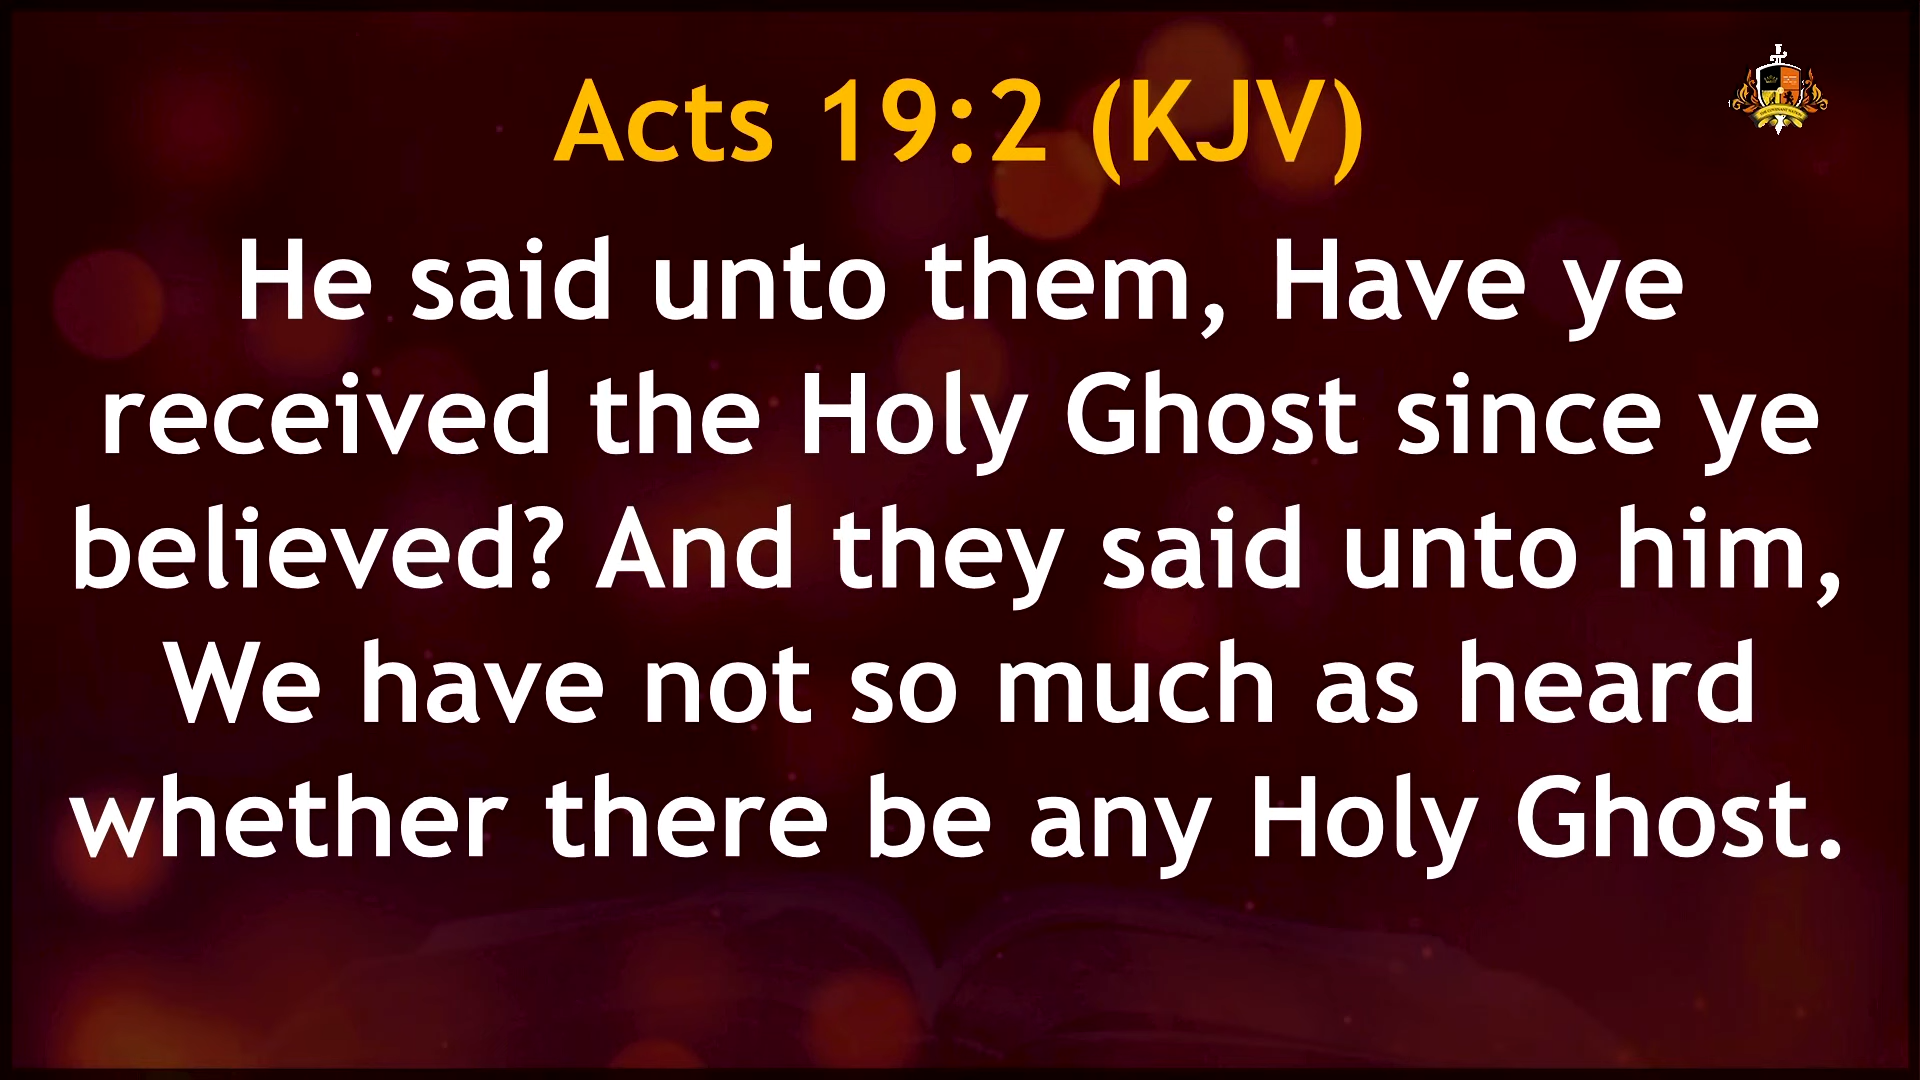 Acts 19:2 (KJV)
He said unto them, Have ye
received the Holy Ghost since ye
believed? And they said unto him,
We have not so much as heard
whether there be any Holy Ghost.